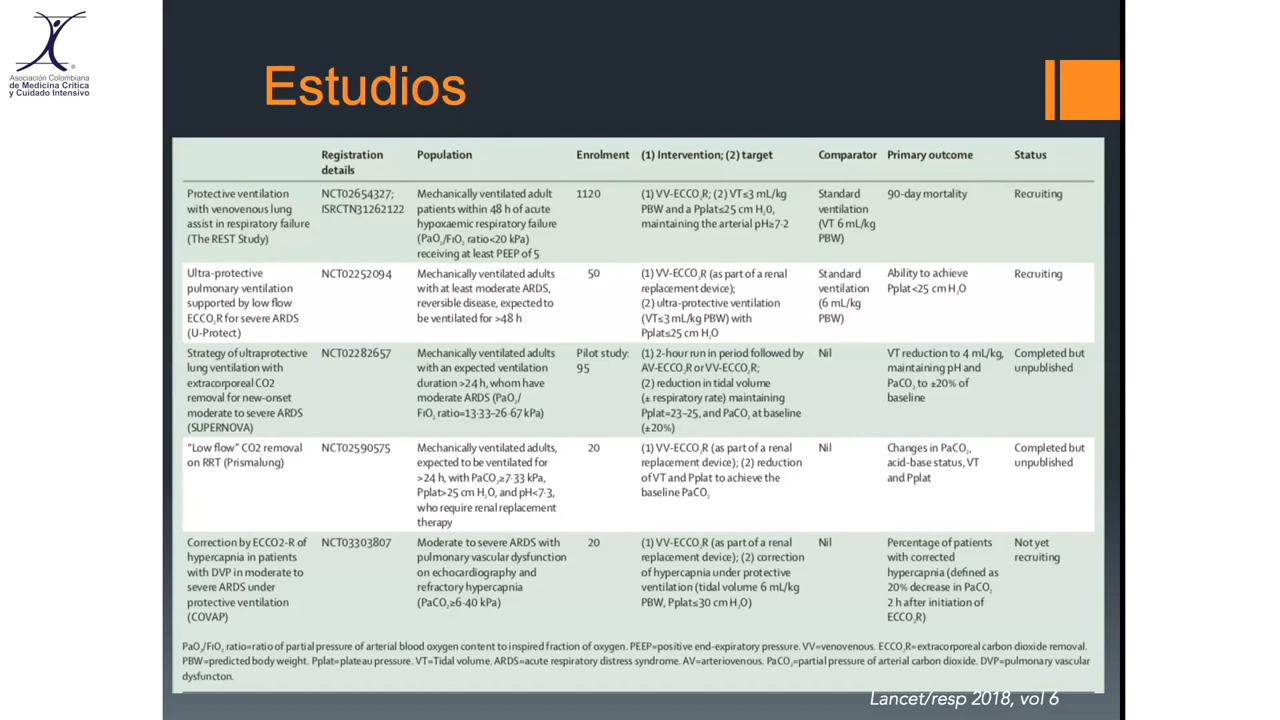 Asociación Colombiana
de Medicina Crítica
y Cuidado Intensivo
Estudios
Registration details
Population
Enrolment
(1) Intervention; (2) target
Comparator
Primary outcome
Status
Protective ventilation
with venovenous lung
assist in respiratory failure
(The REST Study)
NCT02654327;
ISRCTN31262122
Mechanically ventilated adult
patients within 48 h of acute
hypoxaemic respiratory failure
(PaO₂/FiO₂ ratio<20 kPa)
receiving at least PEEP of 5
1120
(1) VV-ECCO₂R; (2) VT≤3 mL/kg
PBW and a Pplat≤25 cm H₂0,
maintaining the arterial pH≥7·2
Standard
ventilation
(VT 6 mL/kg
PBW)
90-day mortality
Recruiting
Ultra-protective
pulmonary ventilation
supported by low flow
ECCO₂R for severe ARDS
(U-Protect)
NCT02252094
Mechanically ventilated adults
with at least moderate ARDS,
reversible disease, expected to
be ventilated for >48 h
50
(1) VV-ECCO₂R (as part of a renal
replacement device);
(2) ultra-protective ventilation
(VT≤3 mL/kg PBW) with
Pplat≤25 cm H₂O
Standard
ventilation
(6 mL/kg
PBW)
Ability to achieve
Pplat<25 cm H₂O
Recruiting
Strategy of ultraprotective
lung ventilation with
extracorporeal CO2
removal for new-onset
moderate to severe ARDS
(SUPERNOVA)
NCT02282657
Mechanically ventilated adults
with an expected ventilation
duration >24 h, whom have
moderate ARDS (PaO₂/
FiO₂ ratio=13·33–26·67 kPa)
Pilot study:
95
(1) 2-hour run in period followed by
AV-ECCO₂R or VV-ECCO₂R;
(2) reduction in tidal volume
(± respiratory rate) maintaining
Pplat=23–25, and PaCO₂ at baseline
(±20%)
Nil
VT reduction to 4 mL/kg,
maintaining pH and
PaCO₂ to ±20% of
baseline
Completed but
unpublished
“Low flow” CO2 removal
on RRT (Prismalung)
NCT02590575
Mechanically ventilated adults,
expected to be ventilated for
>24 h, with PaCO₂≥7·33 kPa,
Pplat>25 cm H₂O, and pH<7·3,
who require renal replacement
therapy
20
(1) VV-ECCO₂R (as part of a renal
replacement device); (2) reduction
of VT and Pplat to achieve the
baseline PaCO₂
Nil
Changes in PaCO₂,
acid-base status, VT
and Pplat
Completed but
unpublished
Correction by ECCO2-R of
hypercapnia in patients
with DVP in moderate to
severe ARDS under
protective ventilation
(COVAP)
NCT03303807
Moderate to severe ARDS with
pulmonary vascular dysfunction
on echocardiography and
refractory hypercapnia
(PaCO₂≥6·40 kPa)
20
(1) VV-ECCO₂R (as part of a renal
replacement device); (2) correction
of hypercapnia under protective
ventilation (tidal volume 6 mL/kg
PBW, Pplat≤30 cm H₂O)
Nil
Percentage of patients
with corrected
hypercapnia (defined as
20% decrease in PaCO₂
2 h after initiation of
ECCO₂R)
Not yet
recruiting
PaO₂/FiO₂ ratio=ratio of partial pressure of arterial blood oxygen content to inspired fraction of oxygen. PEEP=positive end-expiratory pressure. VV=venovenous. ECCO₂R=extracorporeal carbon dioxide removal.
PBW=predicted body weight. Pplat=plateau pressure. VT=Tidal volume. ARDS=acute respiratory distress syndrome. AV=arteriovenous. PaCO₂=partial pressure of arterial carbon dioxide. DVP=pulmonary vascular
dysfuncton.
Lancet/resp 2018, vol 6